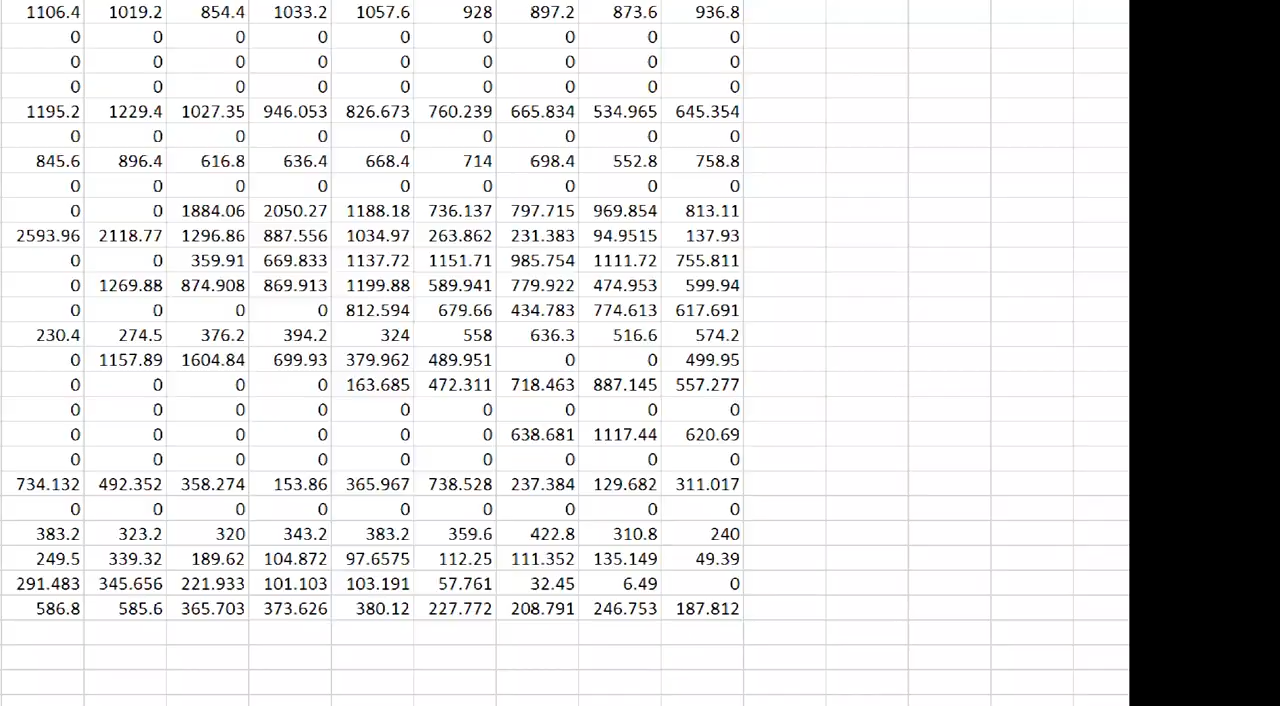 1106.4 1019.2 854.4 1033.2 1057.6 928 897.2 873.6 936.8
0 0 0 0 0 0 0 0 0
0 0 0 0 0 0 0 0 0
0 0 0 0 0 0 0 0 0
1195.2 1229.4 1027.35 946.053 826.673 760.239 665.834 534.965 645.354
0 0 0 0 0 0 0 0 0
845.6 896.4 616.8 636.4 668.4 714 698.4 552.8 758.8
0 0 0 0 0 0 0 0 0
0 0 1884.06 2050.27 1188.18 736.137 797.715 969.854 813.11
2593.96 2118.77 1296.86 887.556 1034.97 263.862 231.383 94.9515 137.93
0 0 359.91 669.833 1137.72 1151.71 985.754 1111.72 755.811
0 1269.88 874.908 869.913 1199.88 589.941 779.922 474.953 599.94
0 0 0 0 812.594 679.66 434.783 774.613 617.691
230.4 274.5 376.2 394.2 324 558 636.3 516.6 574.2
0 1157.89 1604.84 699.93 379.962 489.951 0 0 499.95
0 0 0 0 163.685 472.311 718.463 887.145 557.277
0 0 0 0 0 0 0 0 0
0 0 0 0 0 0 638.681 1117.44 620.69
0 0 0 0 0 0 0 0 0
734.132 492.352 358.274 153.86 365.967 738.528 237.384 129.682 311.017
0 0 0 0 0 0 0 0 0
383.2 323.2 320 343.2 383.2 359.6 422.8 310.8 240
249.5 339.32 189.62 104.872 97.6575 112.25 111.352 135.149 49.39
291.483 345.656 221.933 101.103 103.191 57.761 32.45 6.49 0
586.8 585.6 365.703 373.626 380.12 227.772 208.791 246.753 187.812